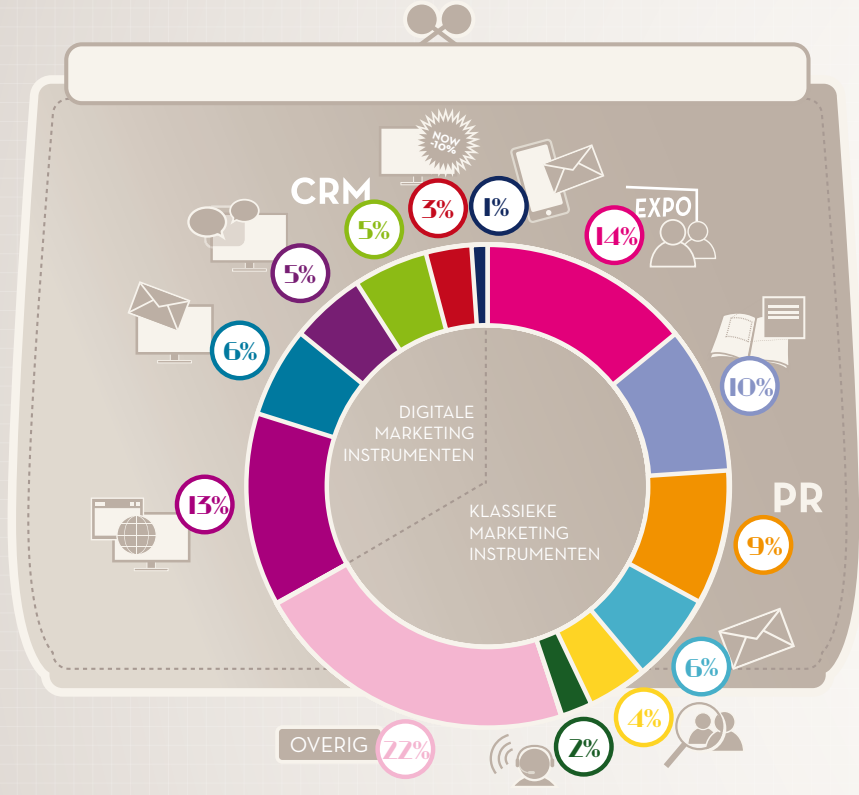 NOW
-10%
CRM
3%
1%
5%
14%
EXPO
5%
6%
10%
DIGITALE
MARKETING
INSTRUMENTEN
13%
PR
KLASSIEKE
MARKETING
INSTRUMENTEN
9%
6%
4%
2%
OVERIG
22%